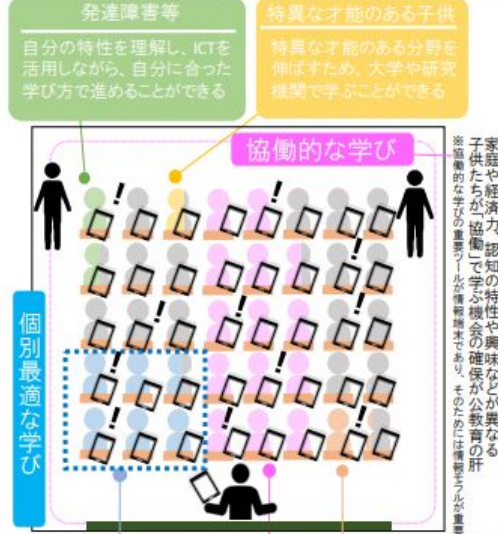 発達障害等
自分の特性を理解し、ICTを
活用しながら、自分に合った
学び方で進めることができる
特異な才能のある子供
特異な才能のある分野を
伸ばすため、大学や研究
機関で学ぶことができる
協働的な学び
家庭や経済力、認知の特性や興味などが異なる
子供たちが「協働」で学ぶ機会の確保が公教育の肝
※協働的な学びの重要ツールが情報端末であり、そのためには情報モラルが重要
個別最適な学び